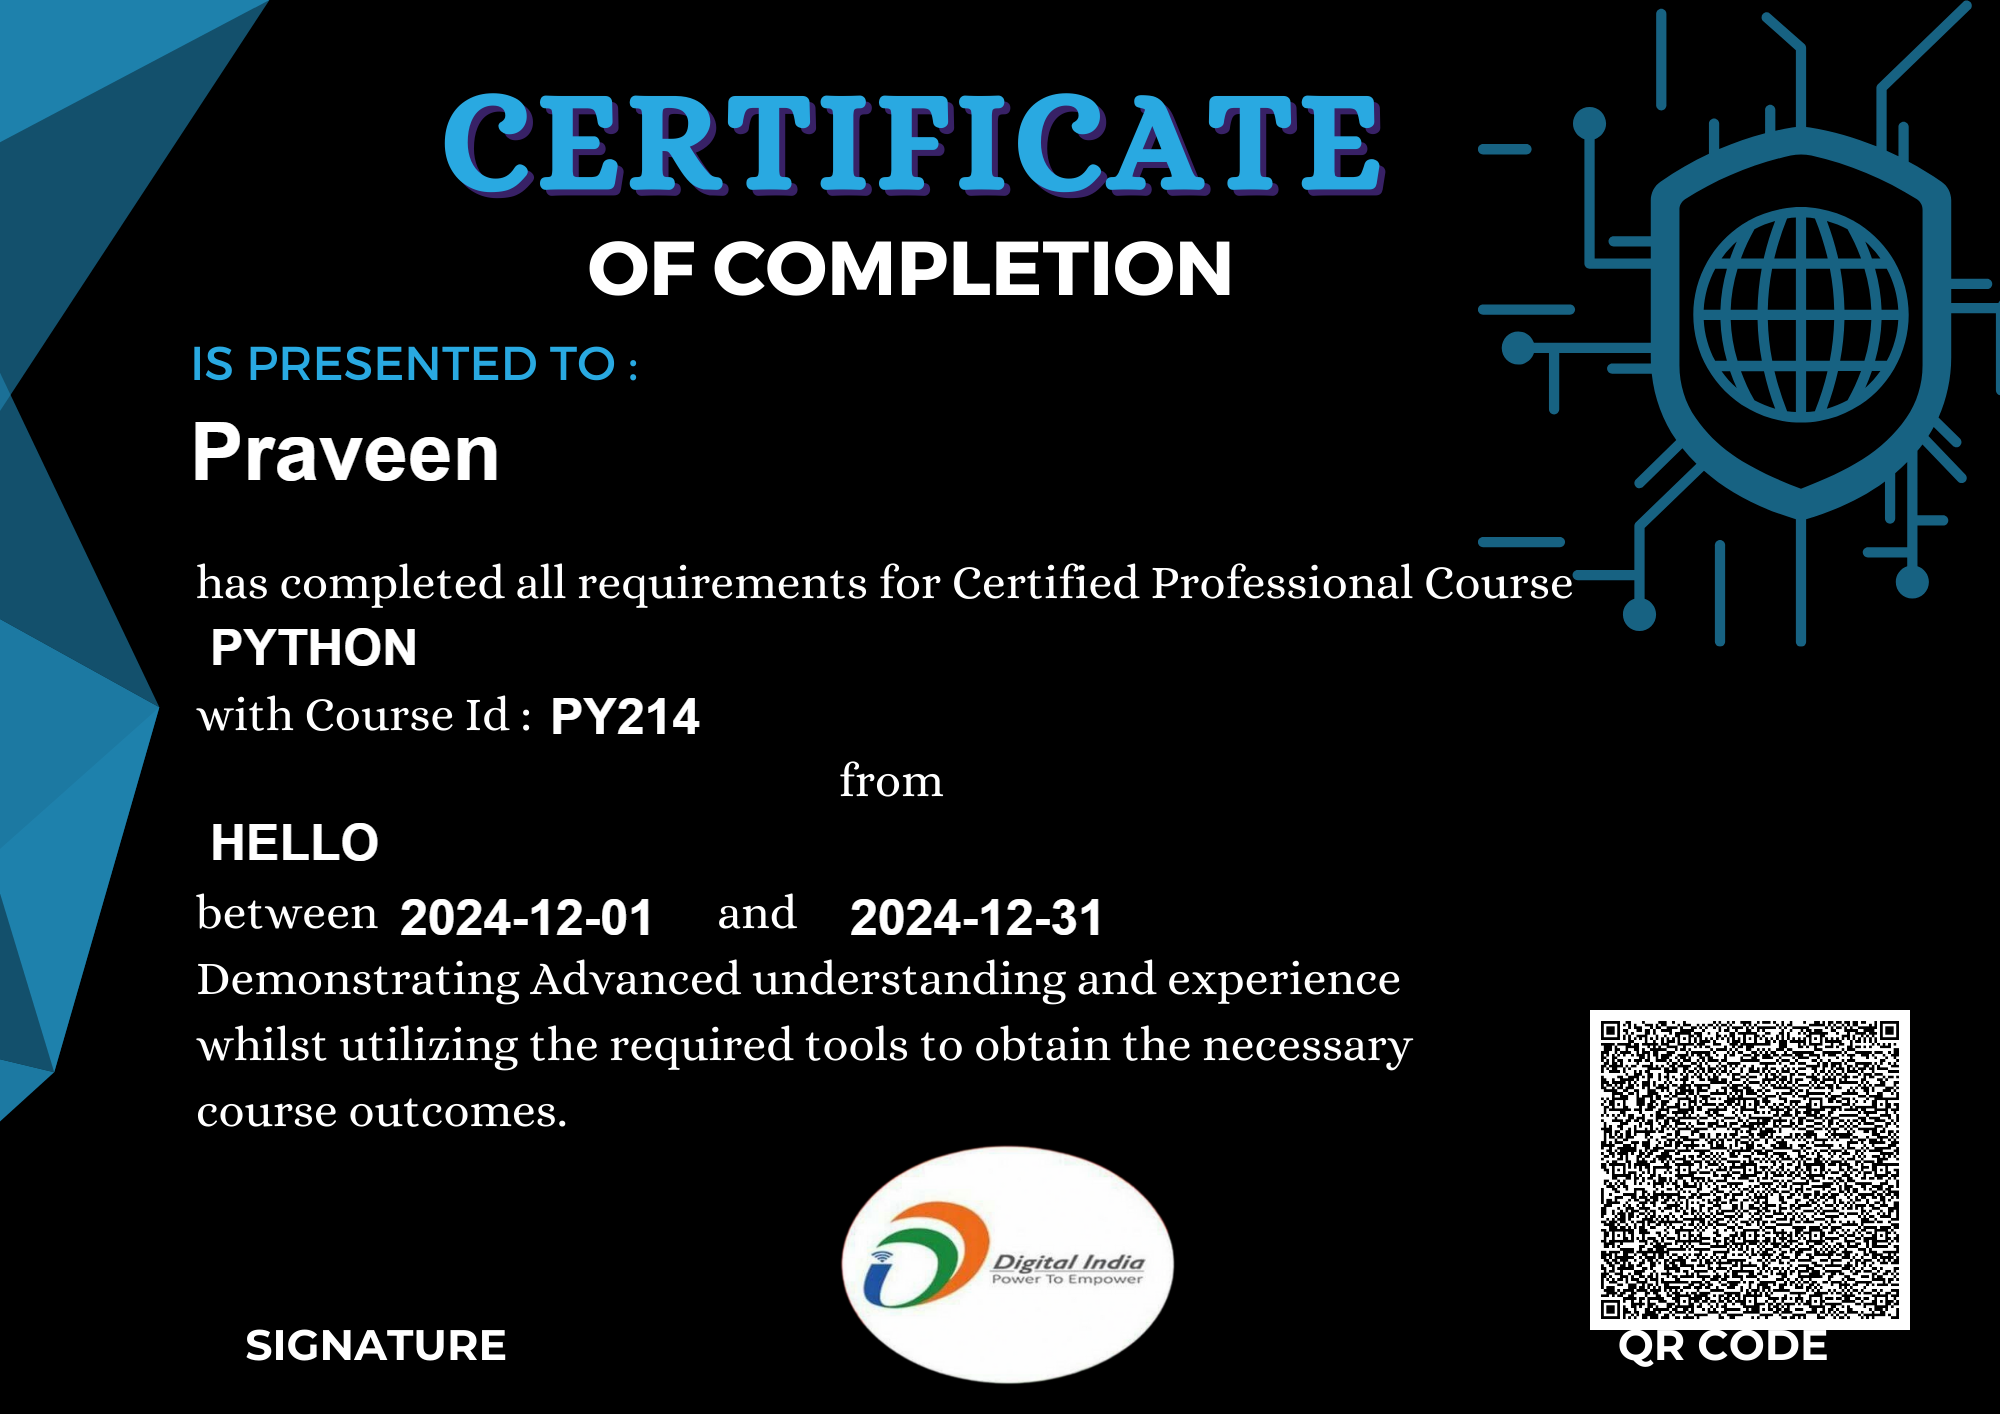 CERTIFICATE
OF COMPLETION
IS PRESENTED TO :
Praveen
has completed all requirements for Certified Professional Course
PYTHON
with Course Id : PY214
from
HELLO
between 2024-12-01 and 2024-12-31
Demonstrating Advanced understanding and experience
whilst utilizing the required tools to obtain the necessary
course outcomes.
Digital India
Power To Empower
SIGNATURE
QR CODE